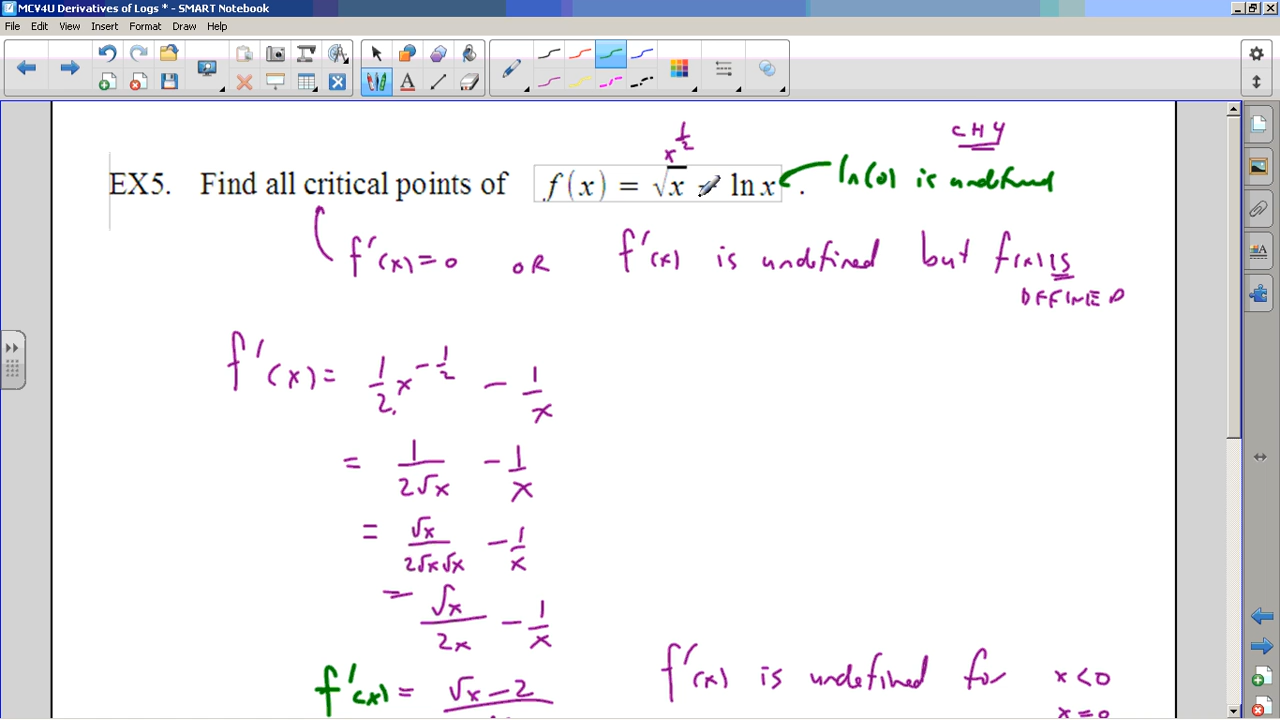 MCV4U Derivatives of Logs * - SMART Notebook
File Edit View Insert Format Draw Help
x^(1/2)
CH4
EX5. Find all critical points of f(x) = √x - ln x . ln(0) is undefined
f'(x) = 0 OR f'(x) is undefined but f(x) is
DEFINED
f'(x) = 1/2 x^(-1/2) - 1/x
= 1/(2√x) - 1/x
= √x/(2√x√x) - 1/x
= √x/(2x) - 1/x
f'(x) is undefined for x<0
f'(x) = √x-2
x=0